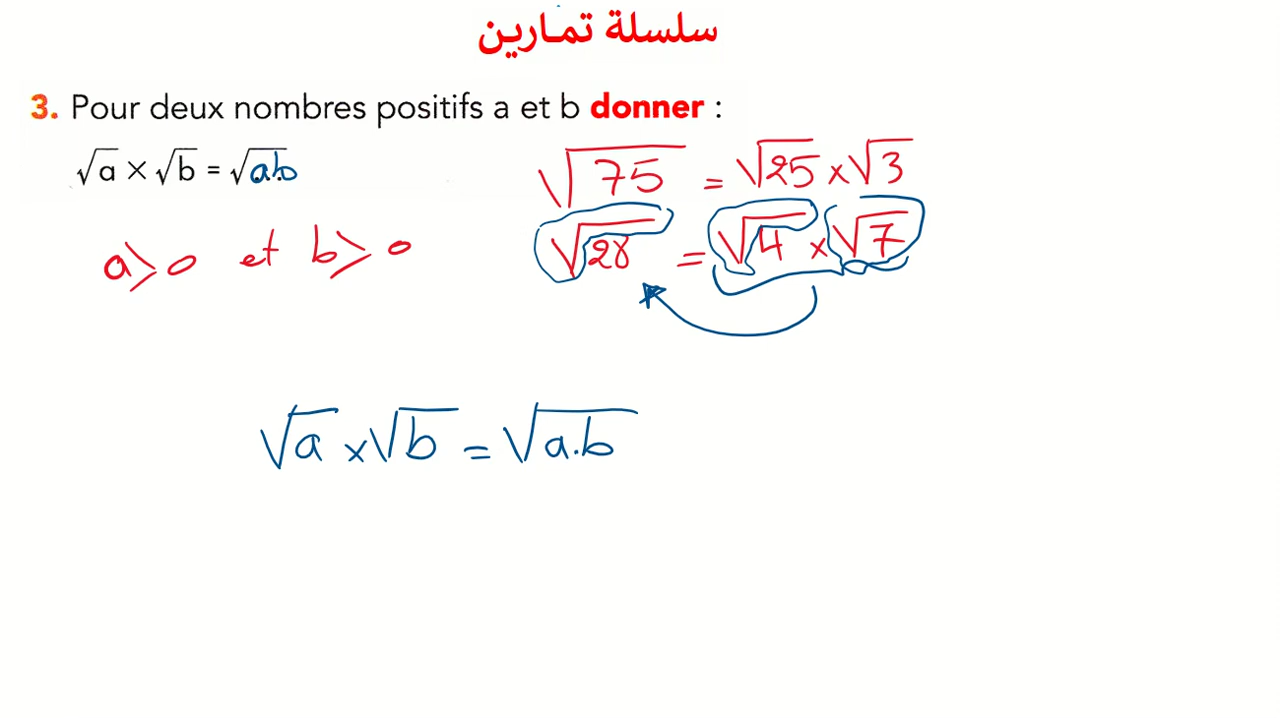 سلسلة تمارين
3. Pour deux nombres positifs a et b donner :
√a × √b = √a.b
√75 = √25 × √3
√28 = √4 × √7
a ≥ 0 et b ≥ 0
√a × √b = √a.b